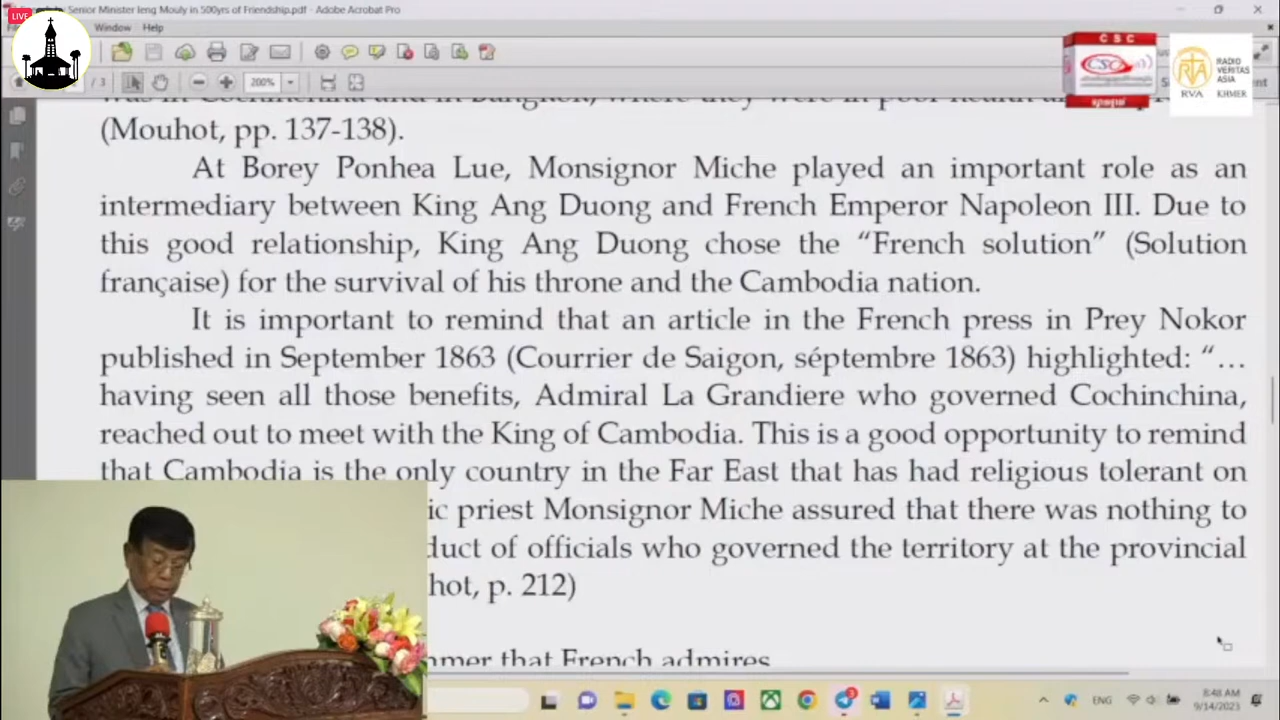 LIVE
Senior Minister Ieng Mouly in 500yrs of Friendship.pdf - Adobe Acrobat Pro
Window Help
/ 3
200%
CSC
CSC
RVA
RADIO
VERITAS
ASIA
KHMER
(Mouhot, pp. 137-138).
At Borey Ponhea Lue, Monsignor Miche played an important role as an
intermediary between King Ang Duong and French Emperor Napoleon III. Due to
this good relationship, King Ang Duong chose the “French solution” (Solution
française) for the survival of his throne and the Cambodia nation.
It is important to remind that an article in the French press in Prey Nokor
published in September 1863 (Courrier de Saigon, séptembre 1863) highlighted: “…
having seen all those benefits, Admiral La Grandiere who governed Cochinchina,
reached out to meet with the King of Cambodia. This is a good opportunity to remind
that Cambodia is the only country in the Far East that has had religious tolerant on
ic priest Monsignor Miche assured that there was nothing to
duct of officials who governed the territory at the provincial
hot, p. 212)
mmer that French admires
3
ENG
8:48 AM
9/14/2023